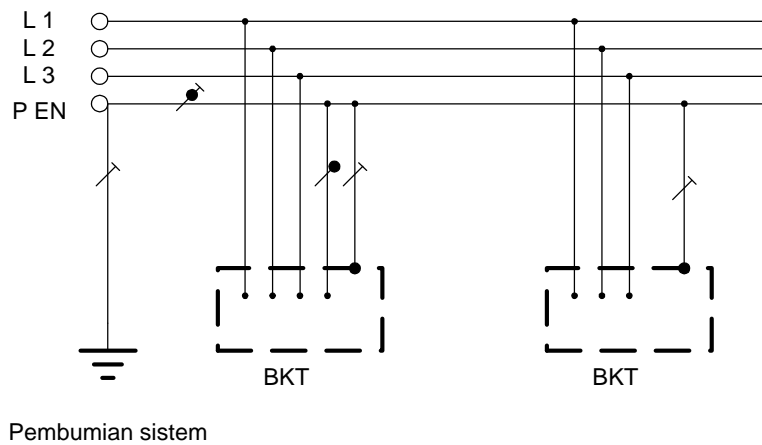 L 1
L 2
L 3
P EN
BKT
BKT
Pembumian sistem